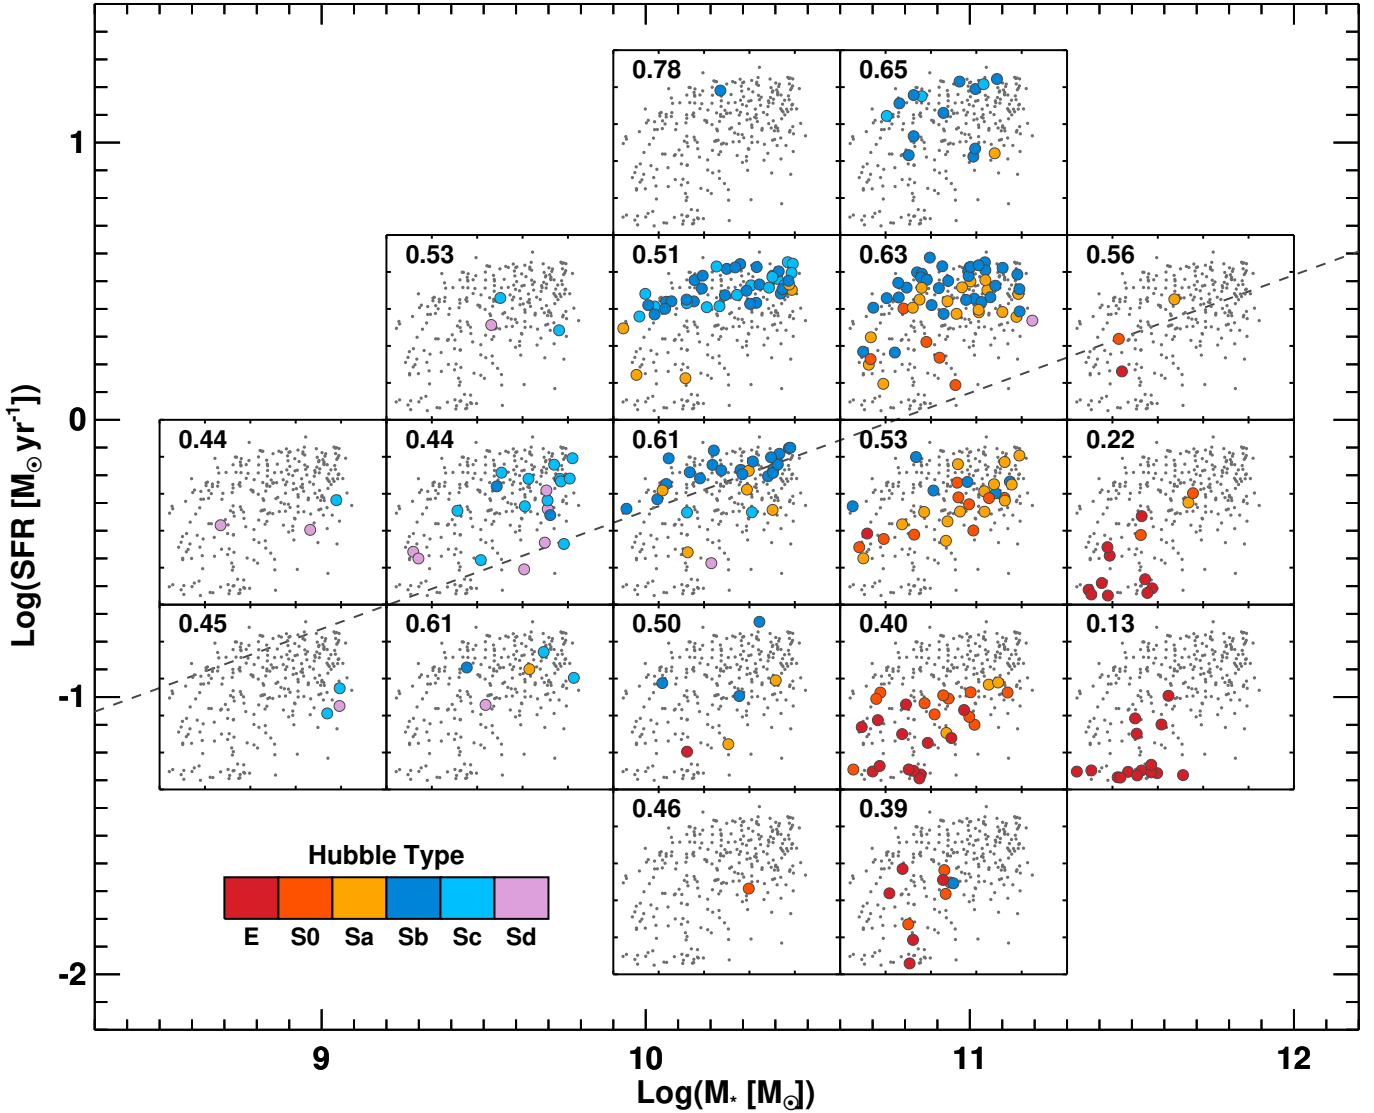 0.78 0.65
1
0.53 0.51 0.63 0.56
0
0.44 0.44 0.61 0.53 0.22
0.45 0.61 0.50 0.40 0.13
-1
0.46 0.39
Hubble Type
E S0 Sa Sb Sc Sd
-2
9 10 11 12
Log(M* [M☉])
Log(SFR [M☉ yr⁻¹])